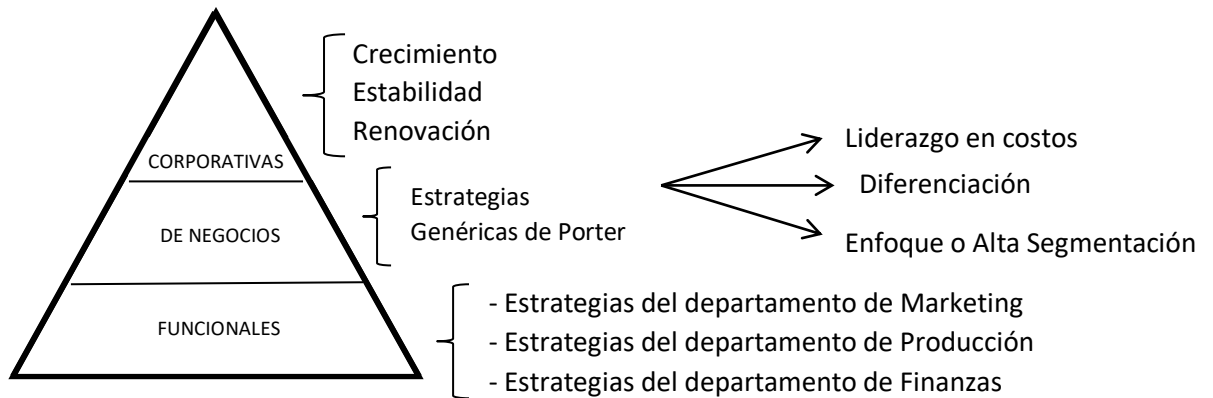 Crecimiento
Estabilidad
Renovación
CORPORATIVAS
Liderazgo en costos
Diferenciación
Enfoque o Alta Segmentación
Estrategias
Genéricas de Porter
DE NEGOCIOS
- Estrategias del departamento de Marketing
- Estrategias del departamento de Producción
- Estrategias del departamento de Finanzas
FUNCIONALES